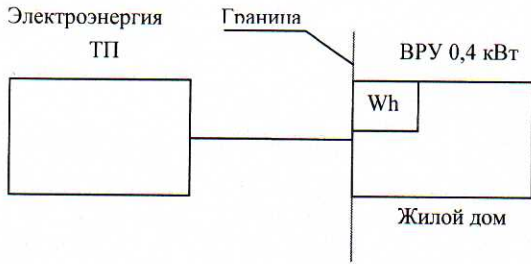 Электроэнергия
Граница
ТП
ВРУ 0,4 кВт
Wh
Жилой дом